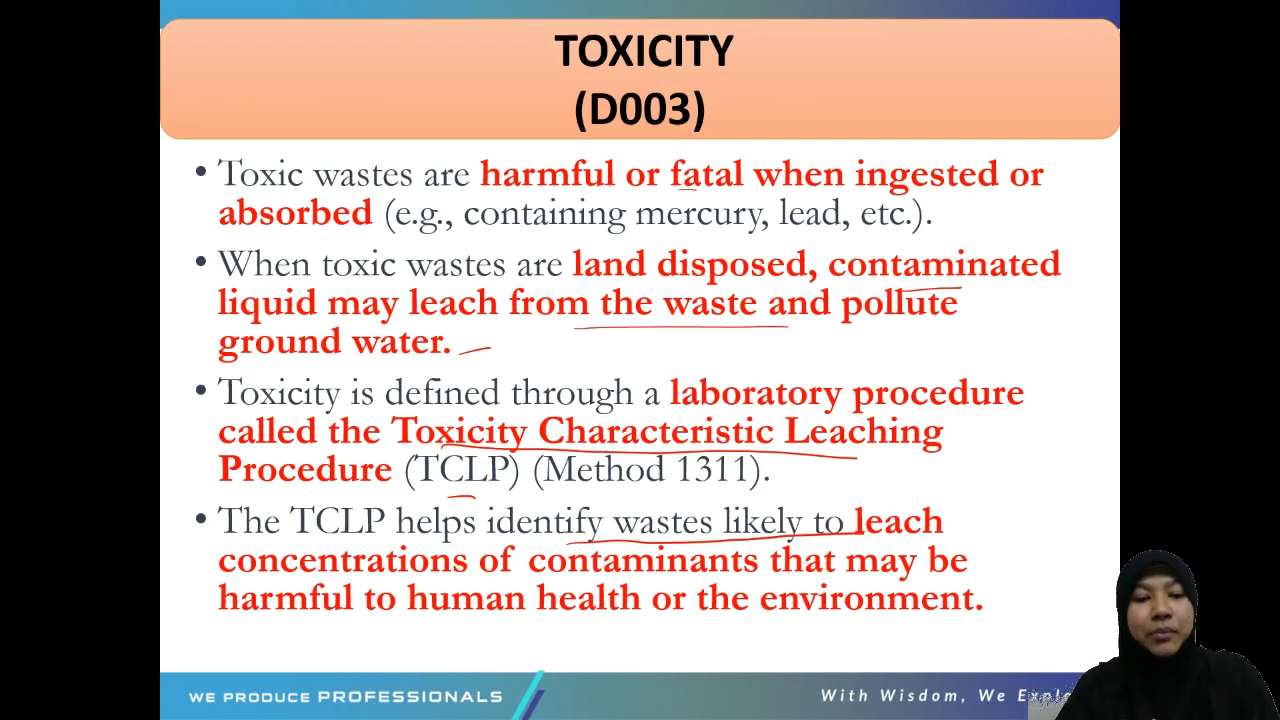 TOXICITY
(D003)
• Toxic wastes are harmful or fatal when ingested or
absorbed (e.g., containing mercury, lead, etc.).
• When toxic wastes are land disposed, contaminated
liquid may leach from the waste and pollute
ground water.
• Toxicity is defined through a laboratory procedure
called the Toxicity Characteristic Leaching
Procedure (TCLP) (Method 1311).
• The TCLP helps identify wastes likely to leach
concentrations of contaminants that may be
harmful to human health or the environment.
WE PRODUCE PROFESSIONALS
With Wisdom, We